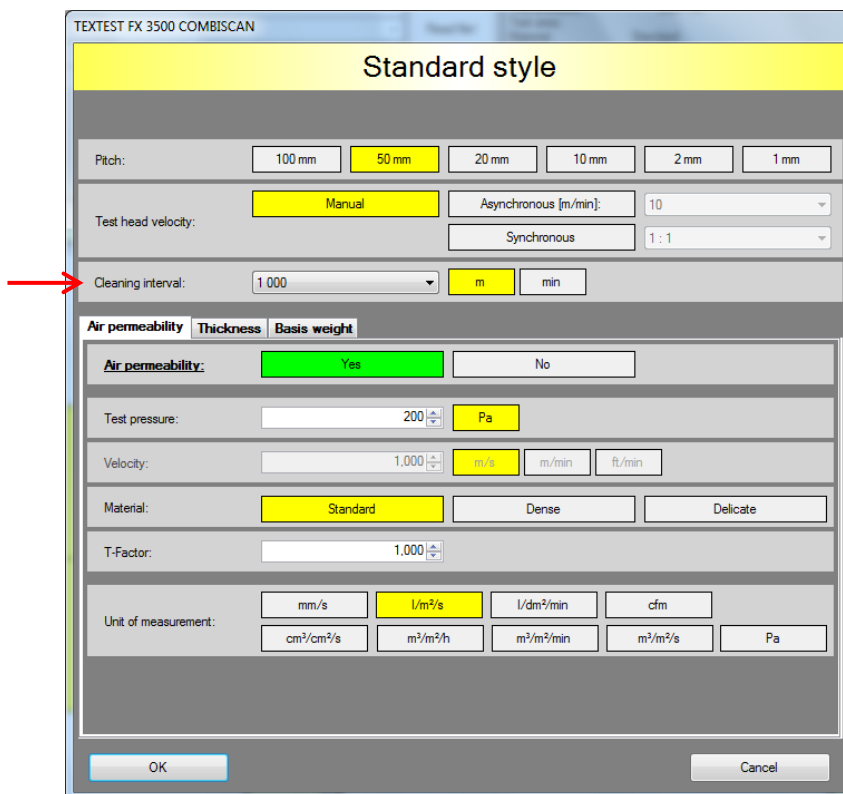 TEXTEST FX 3500 COMBISCAN
Standard style
Pitch: 100 mm 50 mm 20 mm 10 mm 2 mm 1 mm
Test head velocity: Manual Asynchronous [m/min]: 10
Synchronous 1 : 1
Cleaning interval: 1 000 m min
Air permeability Thickness Basis weight
Air permeability: Yes No
Test pressure: 200 Pa
Velocity: 1,000 m/s m/min ft/min
Material: Standard Dense Delicate
T-Factor: 1,000
Unit of measurement: mm/s l/m²/s l/dm²/min cfm
cm³/cm²/s m³/m²/h m³/m²/min m³/m²/s Pa
OK Cancel